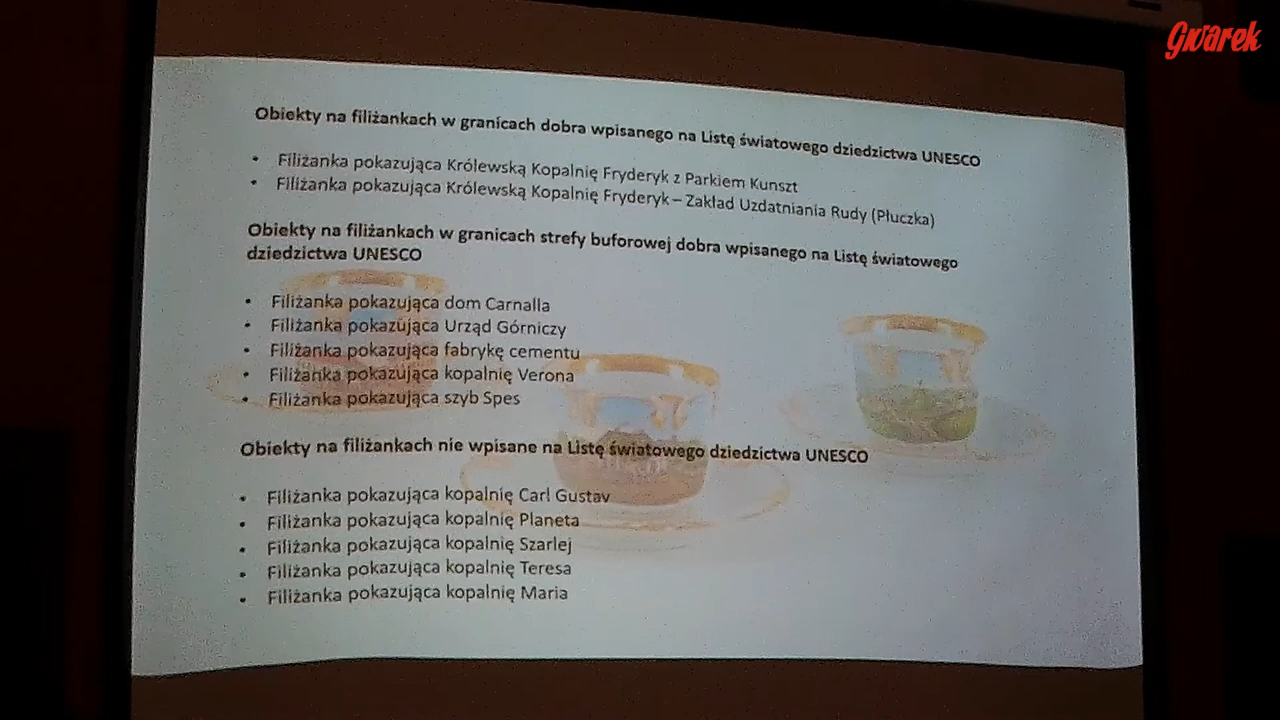 Gwarek
Obiekty na filiżankach w granicach dobra wpisanego na Listę światowego dziedzictwa UNESCO
• Filiżanka pokazująca Królewską Kopalnię Fryderyk z Parkiem Kunszt
• Filiżanka pokazująca Królewską Kopalnię Fryderyk – Zakład Uzdatniania Rudy (Płuczka)
Obiekty na filiżankach w granicach strefy buforowej dobra wpisanego na Listę światowego
dziedzictwa UNESCO
• Filiżanka pokazująca dom Carnalla
• Filiżanka pokazująca Urząd Górniczy
• Filiżanka pokazująca fabrykę cementu
• Filiżanka pokazująca kopalnię Verona
• Filiżanka pokazująca szyb Spes
Obiekty na filiżankach nie wpisane na Listę światowego dziedzictwa UNESCO
• Filiżanka pokazująca kopalnię Carl Gustav
• Filiżanka pokazująca kopalnię Planeta
• Filiżanka pokazująca kopalnię Szarlej
• Filiżanka pokazująca kopalnię Teresa
• Filiżanka pokazująca kopalnię Maria